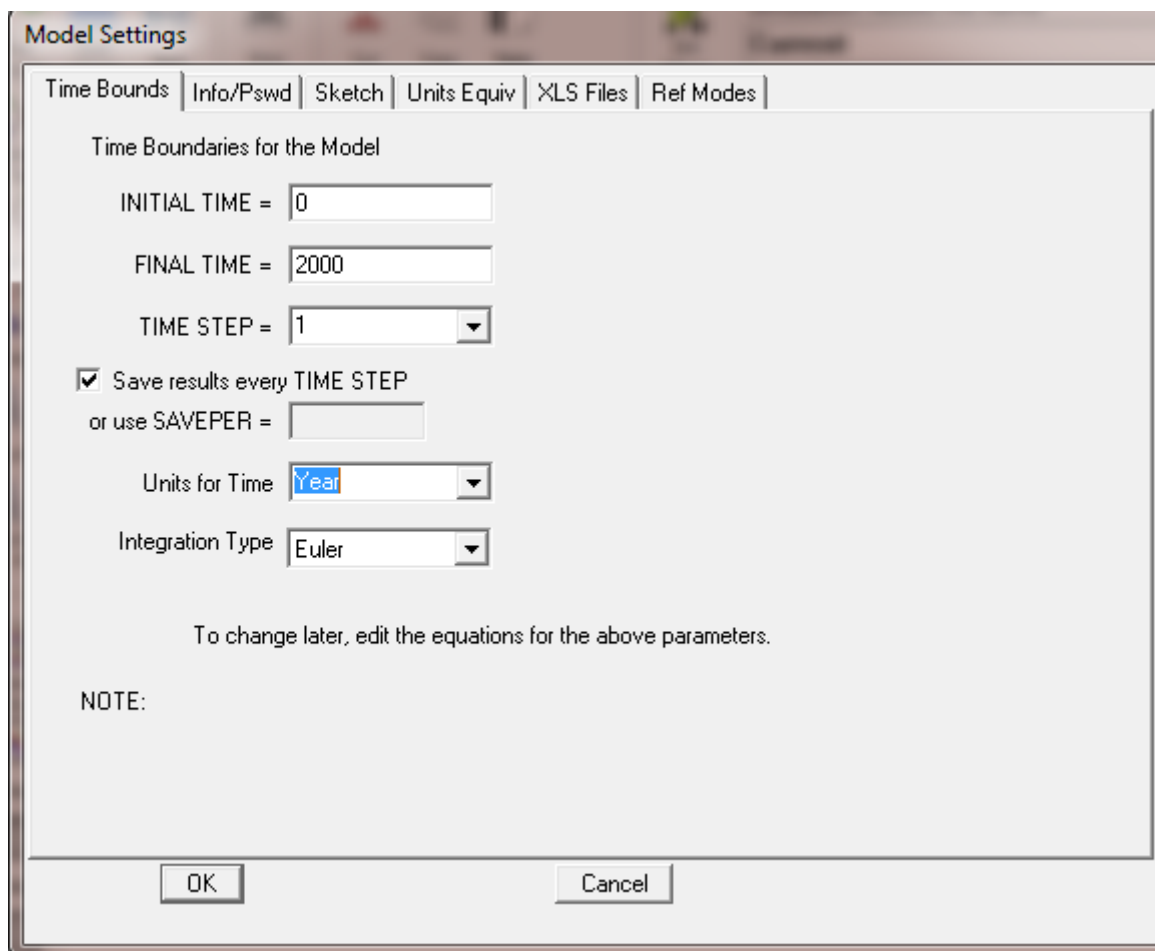 Model Settings
Time Bounds Info/Pswd Sketch Units Equiv XLS Files Ref Modes
Time Boundaries for the Model
INITIAL TIME = 0
FINAL TIME = 2000
TIME STEP = 1
Save results every TIME STEP
or use SAVEPER =
Units for Time Year
Integration Type Euler
To change later, edit the equations for the above parameters.
NOTE:
OK Cancel